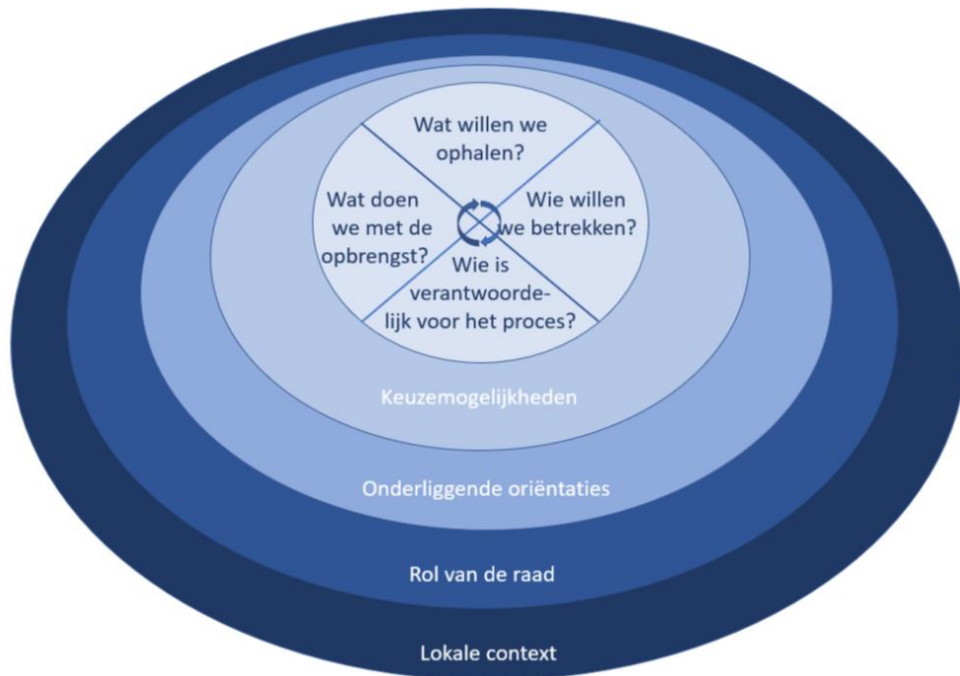 Wat willen we
ophalen?
Wat doen
we met de
opbrengst?
Wie willen
we betrekken?
Wie is
verantwoorde-
lijk voor het proces?
Keuzemogelijkheden
Onderliggende oriëntaties
Rol van de raad
Lokale context